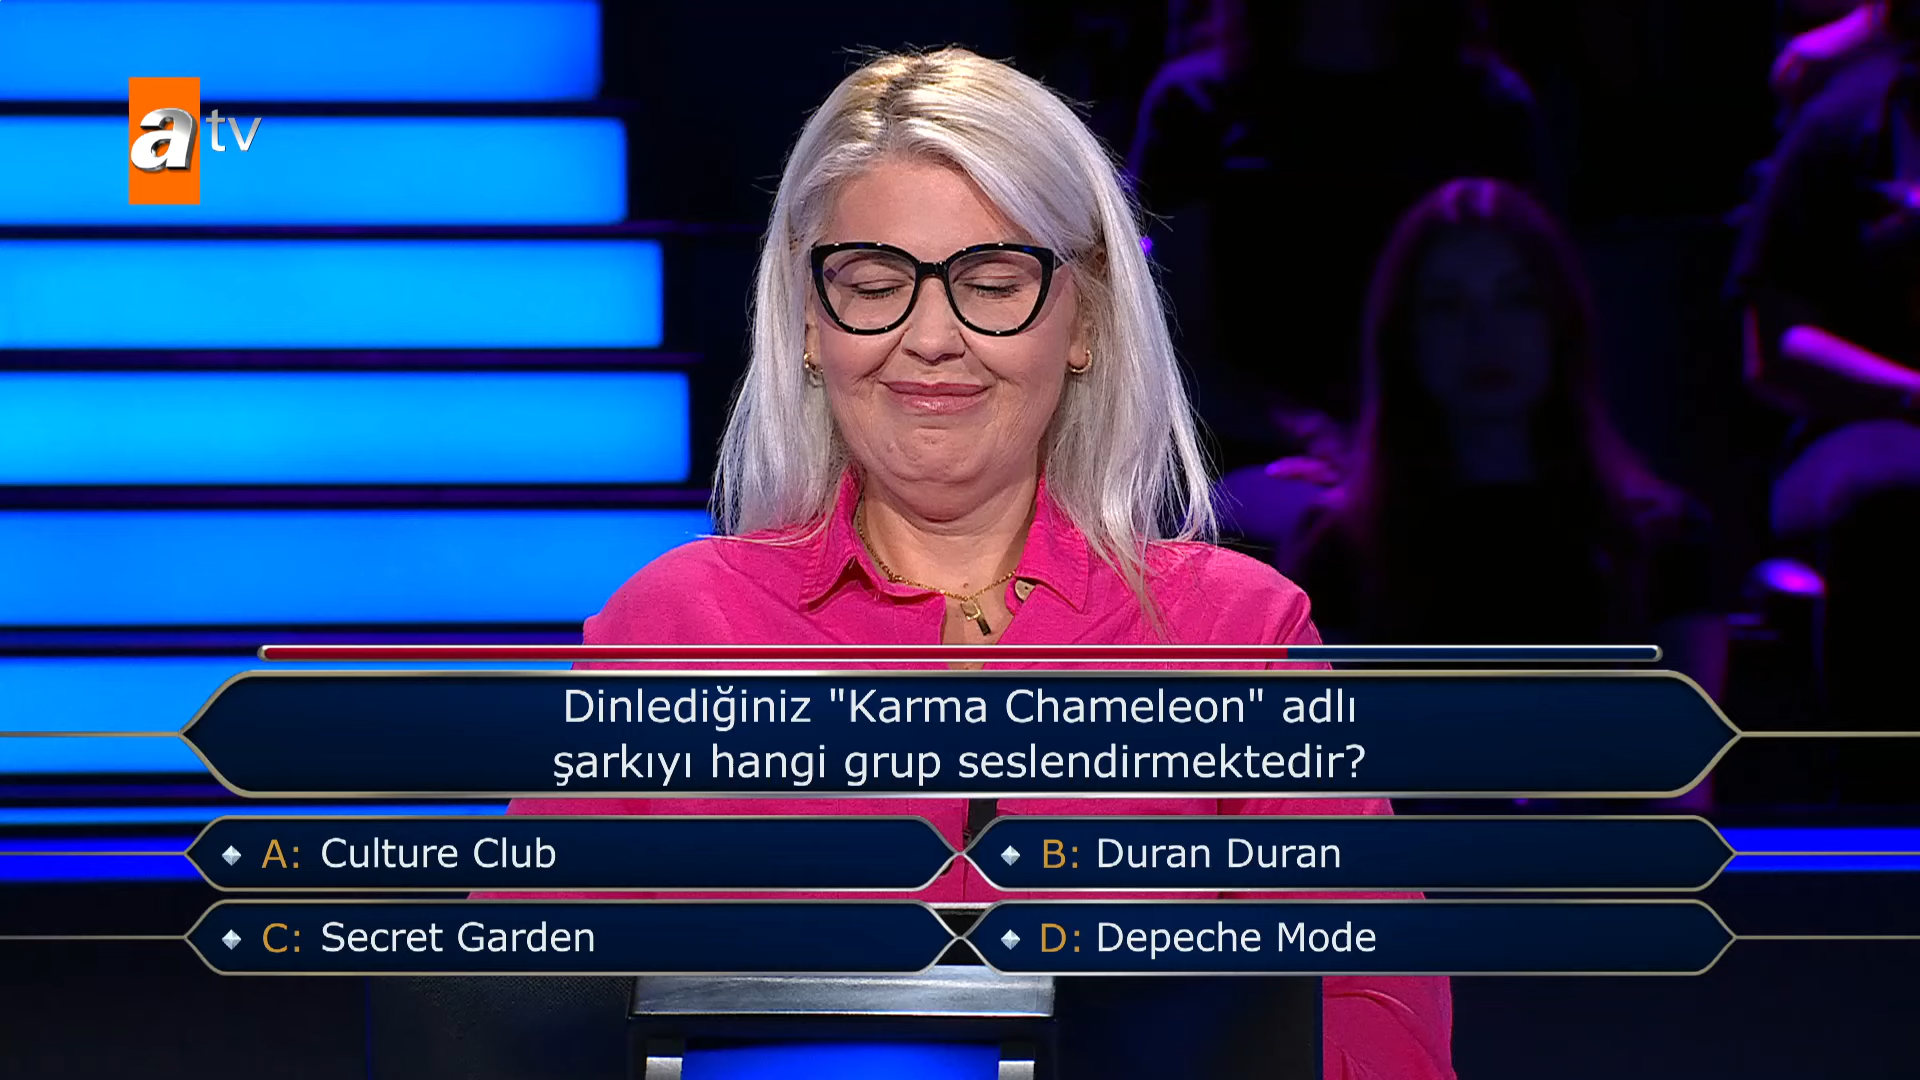 atv
Dinlediğiniz "Karma Chameleon" adlı
şarkıyı hangi grup seslendirmektedir?
A: Culture Club
B: Duran Duran
C: Secret Garden
D: Depeche Mode